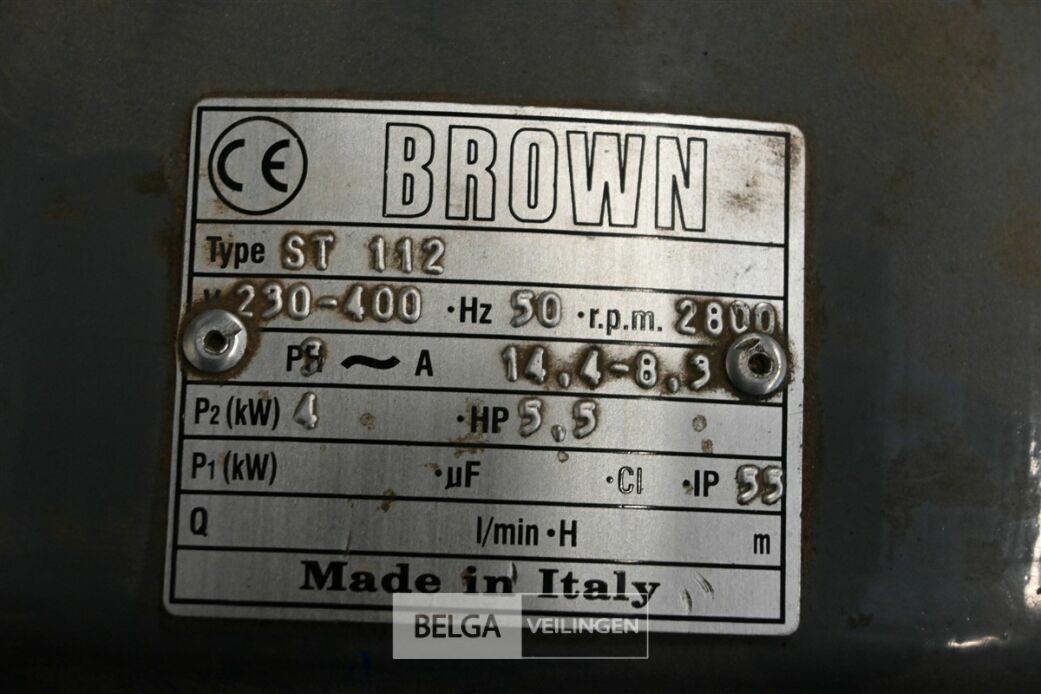 CE BROWN
Type ST 112
V 230-400 ·Hz 50 ·r.p.m. 2800
3 ~ A 14,4-8,3
P2 (kW) 4 ·HP 5,5
P1 (kW) ·µF ·Cl ·IP 55
Q l/min ·H m
Made in Italy
BELGA VEILINGEN